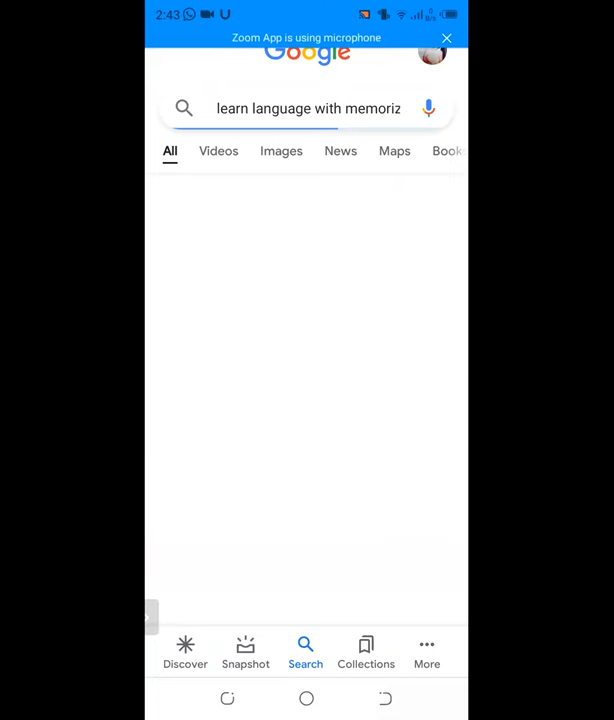 2:43
Zoom App is using microphone
Google
learn language with memoriz
All Videos Images News Maps Book
Discover Snapshot Search Collections More